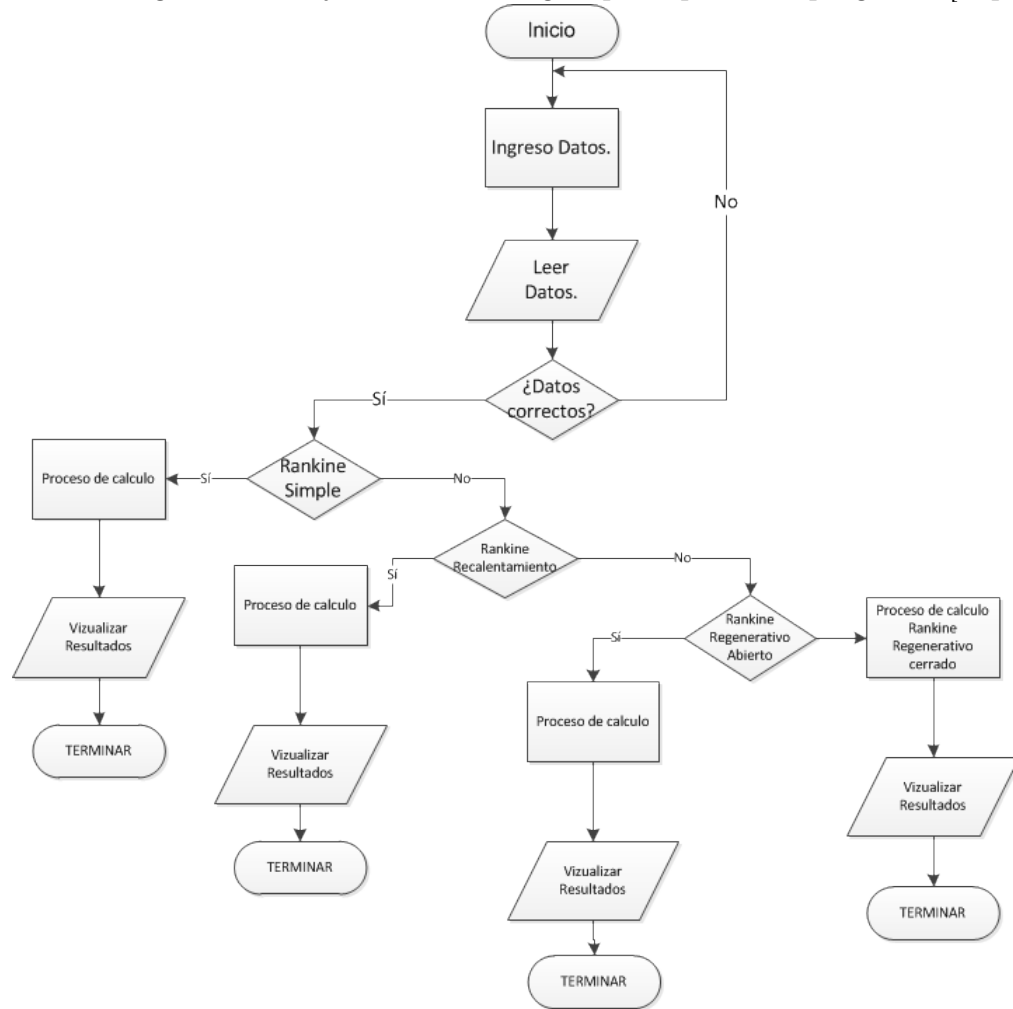 Inicio
Ingreso Datos.
No
Leer
Datos.
¿Datos
correctos?
Sí
Rankine
Simple
Sí
No
Proceso de calculo
Rankine
Recalentamiento
Sí
No
Proceso de calculo
Rankine
Regenerativo
Abierto
Sí
Proceso de calculo
Rankine
Regenerativo
cerrado
Vizualizar
Resultados
Proceso de calculo
TERMINAR
Vizualizar
Resultados
Vizualizar
Resultados
TERMINAR
Vizualizar
Resultados
TERMINAR
TERMINAR